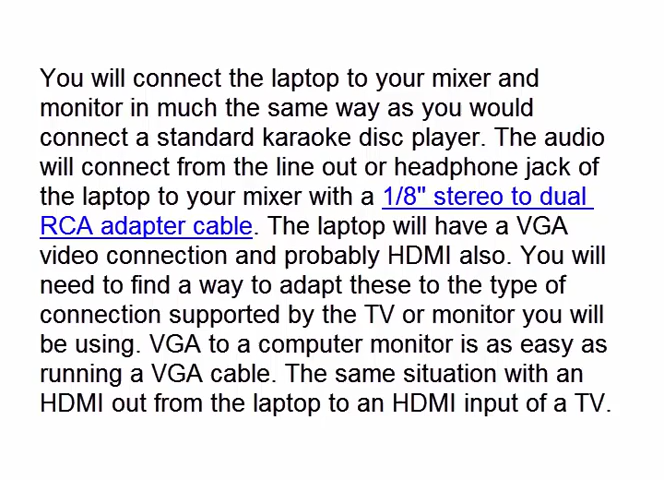 You will connect the laptop to your mixer and
monitor in much the same way as you would
connect a standard karaoke disc player. The audio
will connect from the line out or headphone jack of
the laptop to your mixer with a 1/8" stereo to dual
RCA adapter cable. The laptop will have a VGA
video connection and probably HDMI also. You will
need to find a way to adapt these to the type of
connection supported by the TV or monitor you will
be using. VGA to a computer monitor is as easy as
running a VGA cable. The same situation with an
HDMI out from the laptop to an HDMI input of a TV.